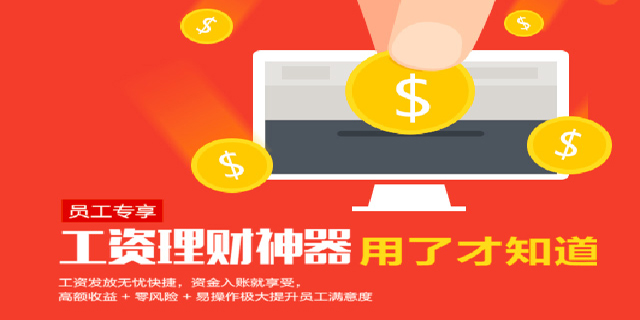 员工专享
工资理财神器 用了才知道
工资发放无忧快捷，资金入账就享受，
高额收益 + 零风险 + 易操作极大提升员工满意度
$
$
$
$
$